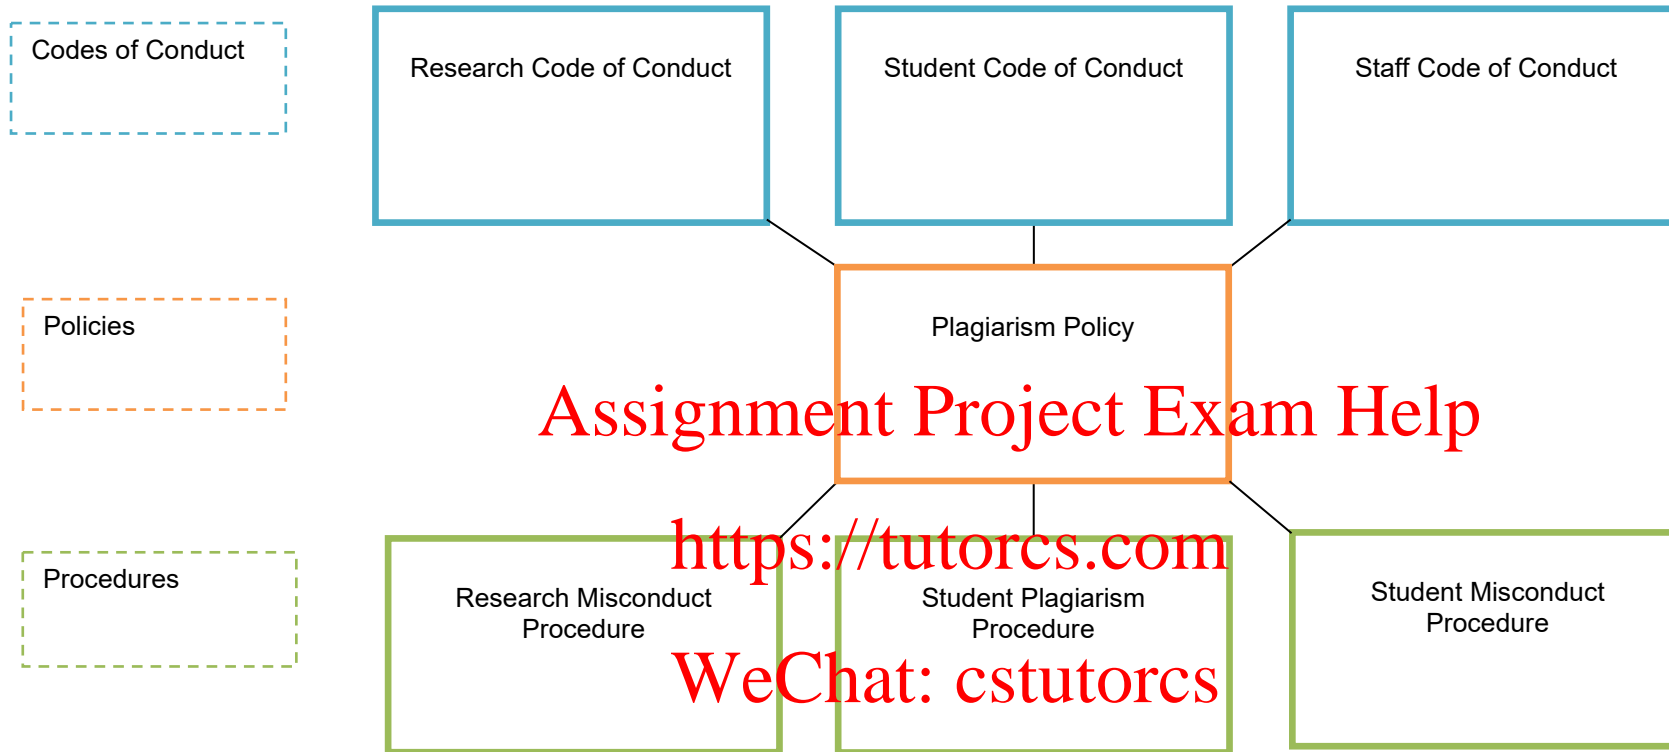 Codes of Conduct
Research Code of Conduct
Student Code of Conduct
Staff Code of Conduct
Policies
Plagiarism Policy
Assignment Project Exam Help
https://tutorcs.com
Procedures
Research Misconduct
Procedure
Student Plagiarism
Procedure
Student Misconduct
Procedure
WeChat: cstutorcs